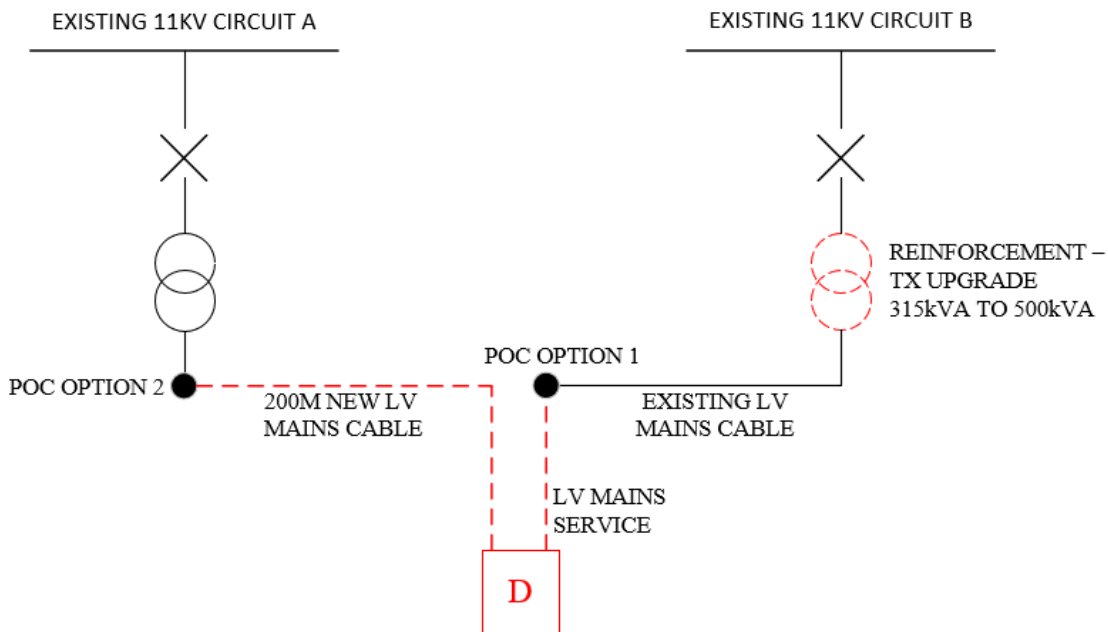 EXISTING 11KV CIRCUIT A
EXISTING 11KV CIRCUIT B
REINFORCEMENT –
TX UPGRADE
315kVA TO 500kVA
POC OPTION 1
POC OPTION 2
200M NEW LV
MAINS CABLE
EXISTING LV
MAINS CABLE
LV MAINS
SERVICE
D